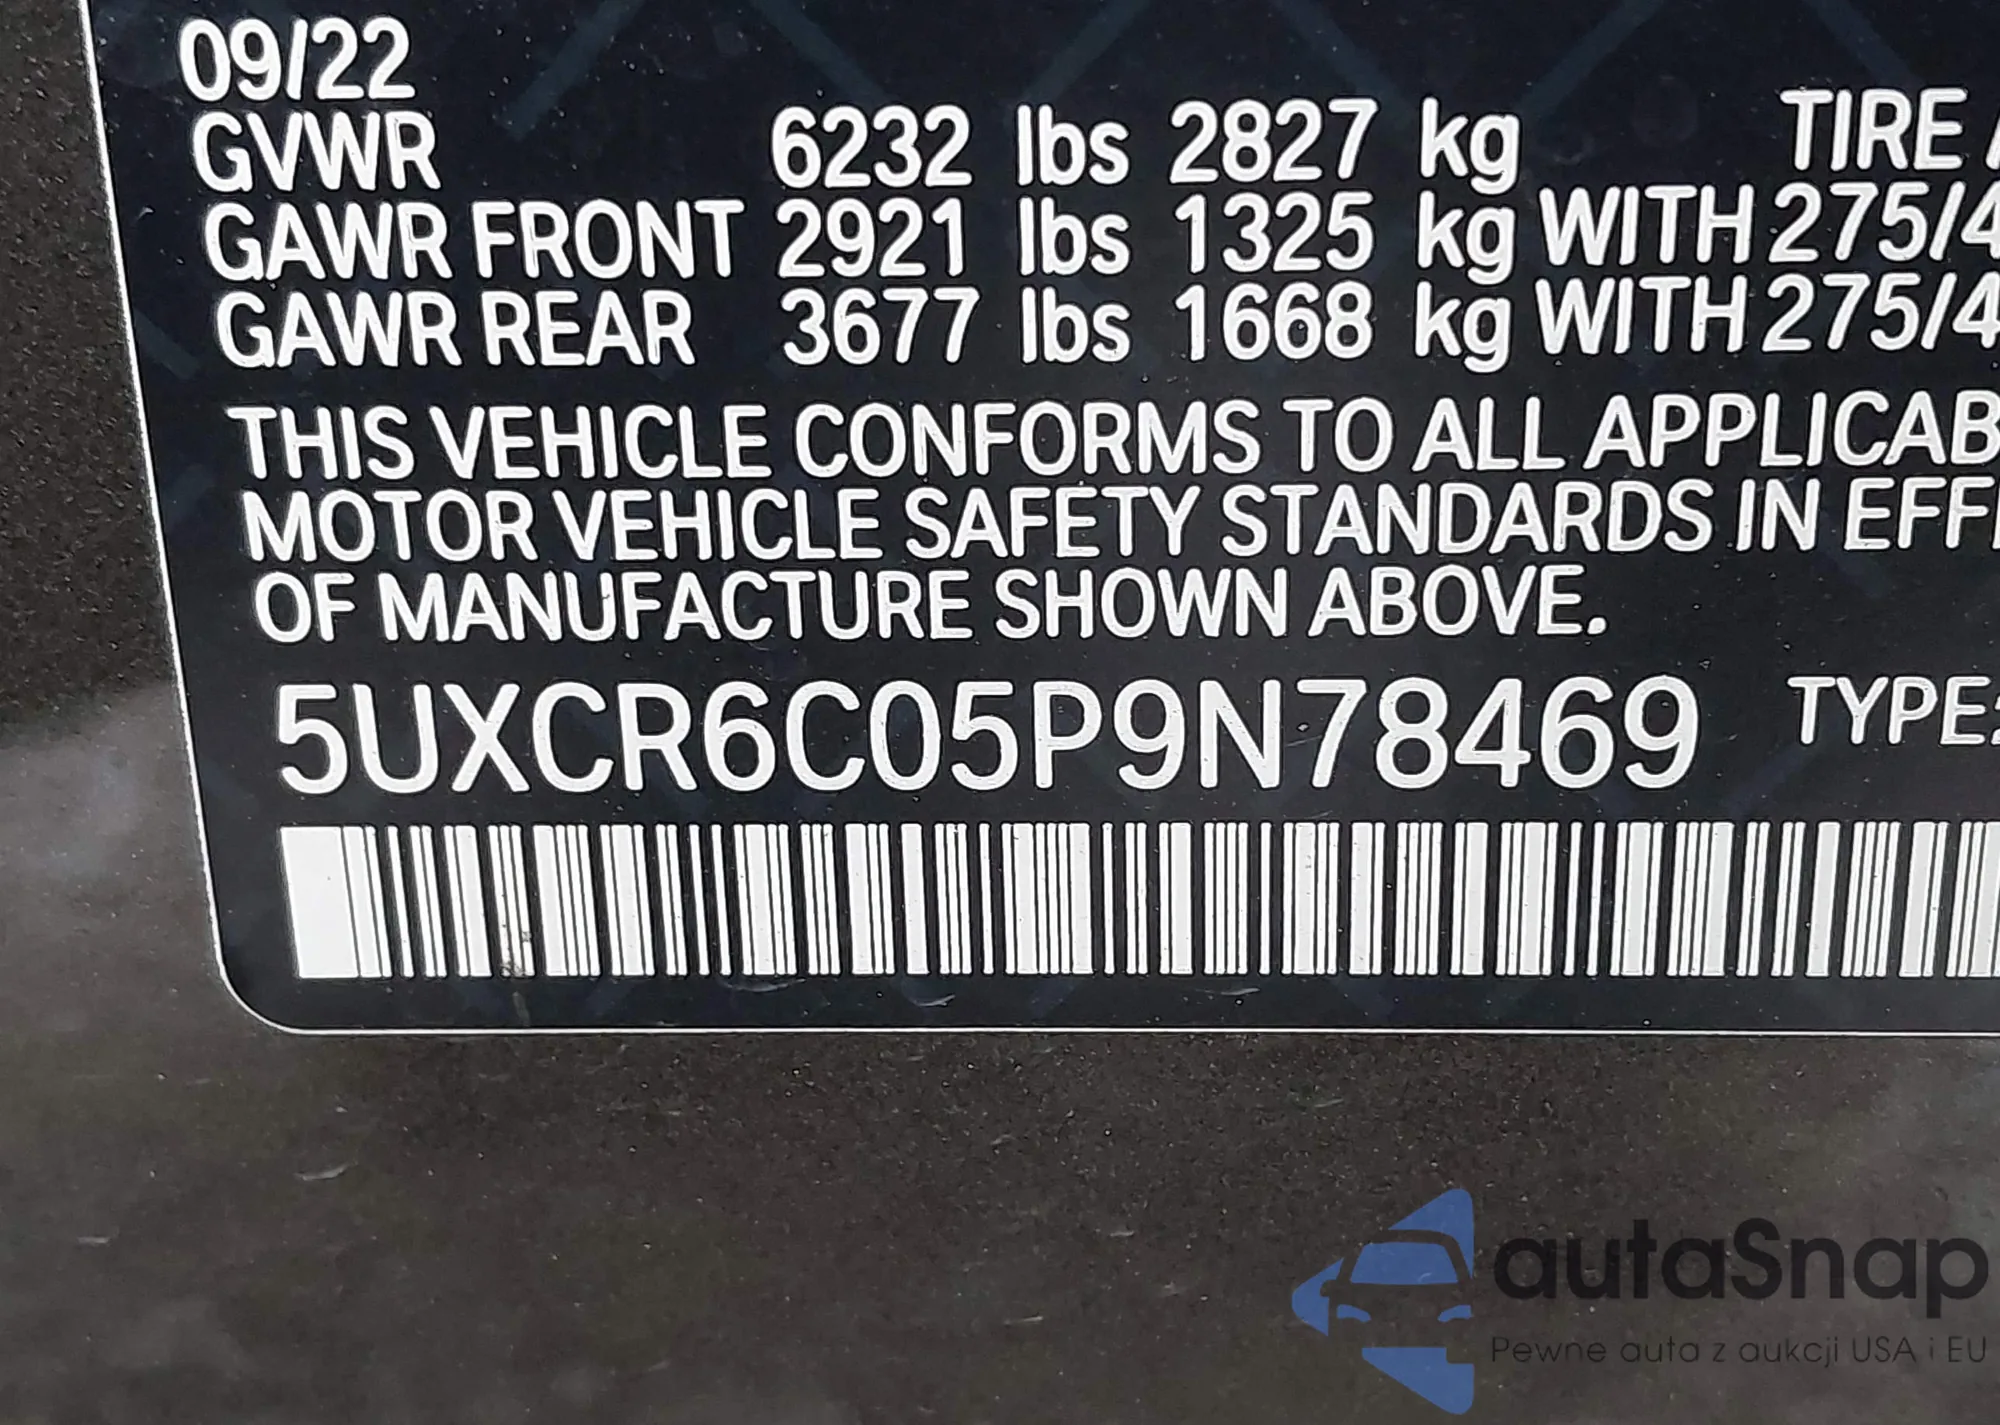 09/22
GVWR 6232 lbs 2827 kg TIRE
GAWR FRONT 2921 lbs 1325 kg WITH 275/4
GAWR REAR 3677 lbs 1668 kg WITH 275/4
THIS VEHICLE CONFORMS TO ALL APPLICAB
MOTOR VEHICLE SAFETY STANDARDS IN EFF
OF MANUFACTURE SHOWN ABOVE.
5UXCR6C05P9N78469 TYPE:
autaSnap
Pewne auta z aukcji USA i EU